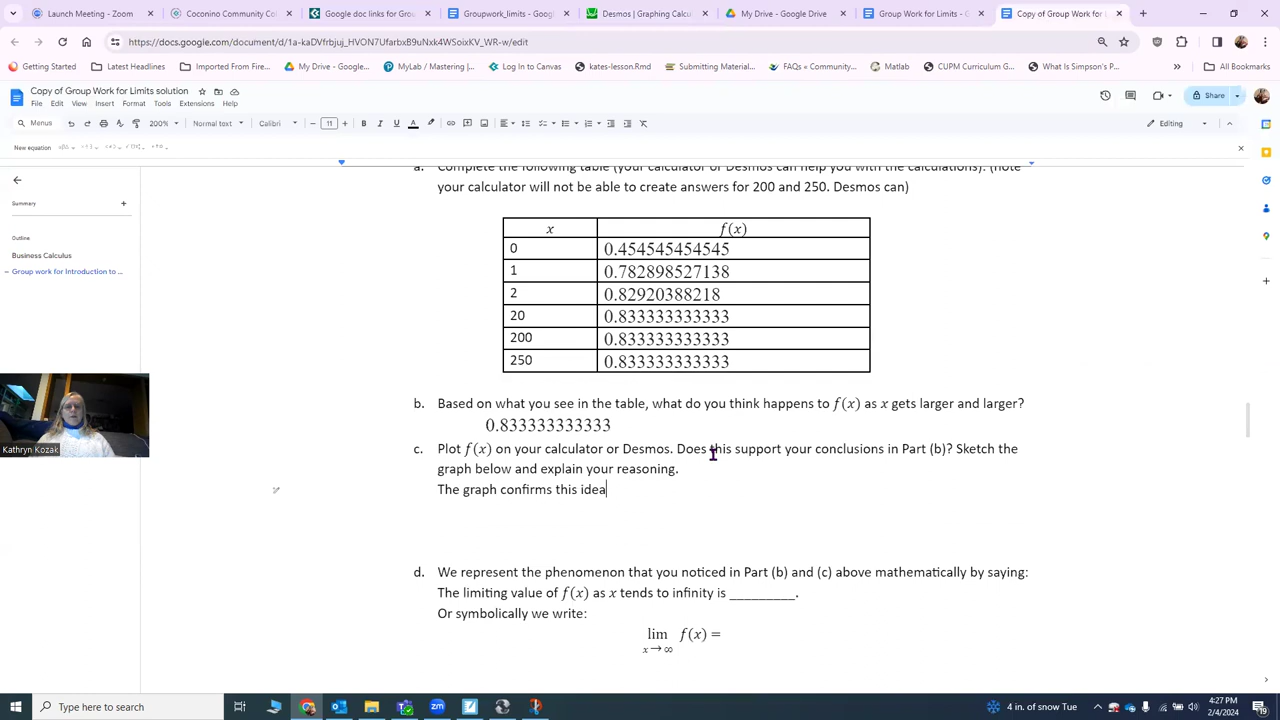 Topic: Limits - Busi
Coconino Community Col
Google doc links for Gro
Desmos | Graphing Calcu
My Drive - Google Drive
Group Work for Limits - G
Copy of Group Work for L
https://docs.google.com/document/d/1a-kaDVfrbjuj_HVON7UfarbxB9uNxk4WSoixKV_WR-w/edit
Getting Started
Latest Headlines
Imported From Firef...
My Drive - Google...
MyLab / Mastering |...
Log In to Canvas
kates-lesson.Rmd
Submitting Material...
FAQs « Community...
Matlab
CUPM Curriculum G...
What Is Simpson's P...
All Bookmarks
Copy of Group Work for Limits solution
File Edit View Insert Format Tools Extensions Help
Share
Menus 200% Normal text Calibri 11 Editing
New equation
Summary
Outline
Business Calculus
Group work for Introduction to ...
a. Complete the following table (your calculator or Desmos can help you with the calculations). (note
your calculator will not be able to create answers for 200 and 250. Desmos can)
x f(x)
0 0.454545454545
1 0.782898527138
2 0.82920388218
20 0.833333333333
200 0.833333333333
250 0.833333333333
b. Based on what you see in the table, what do you think happens to f(x) as x gets larger and larger?
0.833333333333
c. Plot f(x) on your calculator or Desmos. Does this support your conclusions in Part (b)? Sketch the
graph below and explain your reasoning.
The graph confirms this idea
d. We represent the phenomenon that you noticed in Part (b) and (c) above mathematically by saying:
The limiting value of f(x) as x tends to infinity is _________.
Or symbolically we write:
lim f(x) =
x→∞
Kathryn Kozak
Type here to search
4 in. of snow Tue
4:27 PM
2/4/2024